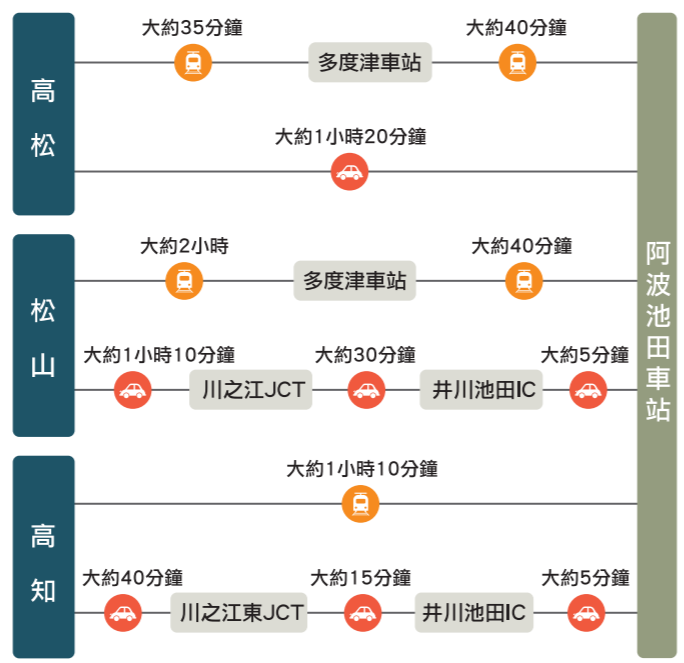 高松
大約35分鐘
多度津車站
大約40分鐘
大約1小時20分鐘
松山
大約2小時
多度津車站
大約40分鐘
大約1小時10分鐘
川之江JCT
大約30分鐘
井川池田IC
大約5分鐘
高知
大約1小時10分鐘
大約40分鐘
川之江東JCT
大約15分鐘
井川池田IC
大約5分鐘
阿波池田車站